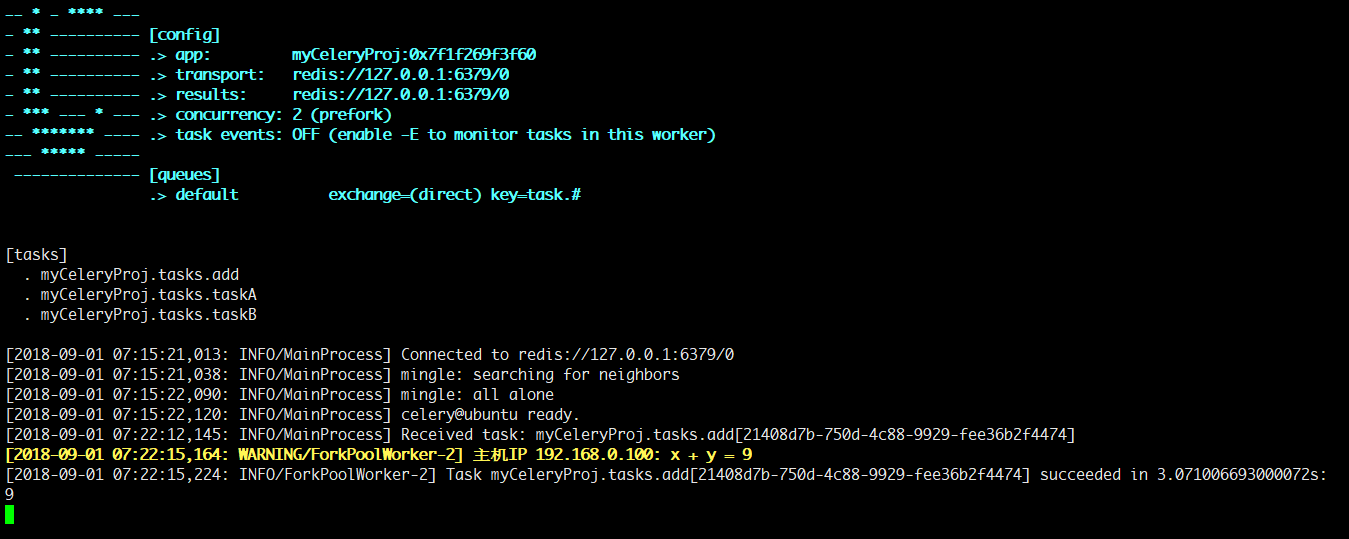 -- * - **** ---
- ** ---------- [config]
- ** ---------- .> app:         myCeleryProj:0x7f1f269f3f60
- ** ---------- .> transport:   redis://127.0.0.1:6379/0
- ** ---------- .> results:     redis://127.0.0.1:6379/0
- *** --- * --- .> concurrency: 2 (prefork)
-- ******* ---- .> task events: OFF (enable -E to monitor tasks in this worker)
--- ***** -----
 -------------- [queues]
                .> default          exchange=(direct) key=task.#
[tasks]
  . myCeleryProj.tasks.add
  . myCeleryProj.tasks.taskA
  . myCeleryProj.tasks.taskB
[2018-09-01 07:15:21,013: INFO/MainProcess] Connected to redis://127.0.0.1:6379/0
[2018-09-01 07:15:21,038: INFO/MainProcess] mingle: searching for neighbors
[2018-09-01 07:15:22,090: INFO/MainProcess] mingle: all alone
[2018-09-01 07:15:22,120: INFO/MainProcess] celery@ubuntu ready.
[2018-09-01 07:22:12,145: INFO/MainProcess] Received task: myCeleryProj.tasks.add[21408d7b-750d-4c88-9929-fee36b2f4474]
[2018-09-01 07:22:15,164: WARNING/ForkPoolWorker-2] 主机IP 192.168.0.100: x + y = 9
[2018-09-01 07:22:15,224: INFO/ForkPoolWorker-2] Task myCeleryProj.tasks.add[21408d7b-750d-4c88-9929-fee36b2f4474] succeeded in 3.071006693000072s:
9